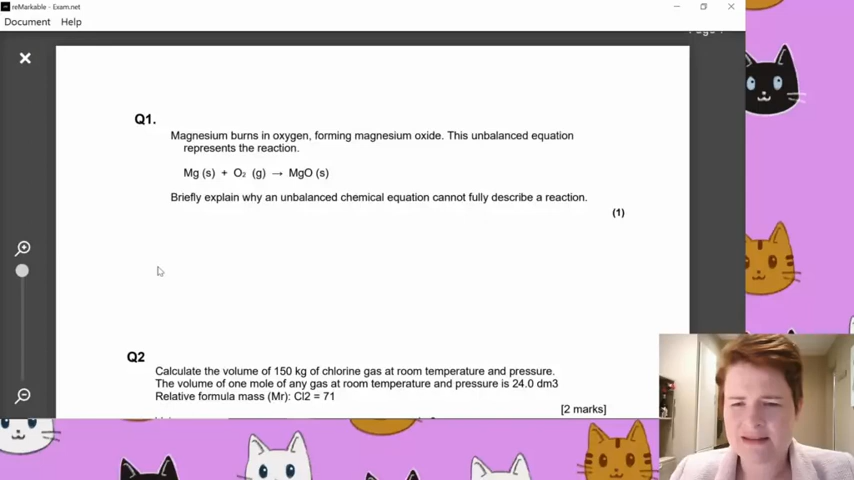 reMarkable - Exam.net
Document Help
Q1.
Magnesium burns in oxygen, forming magnesium oxide. This unbalanced equation
represents the reaction.
Mg (s) + O₂ (g) → MgO (s)
Briefly explain why an unbalanced chemical equation cannot fully describe a reaction.
(1)
Q2
Calculate the volume of 150 kg of chlorine gas at room temperature and pressure.
The volume of one mole of any gas at room temperature and pressure is 24.0 dm3
Relative formula mass (Mr): Cl2 = 71
[2 marks]